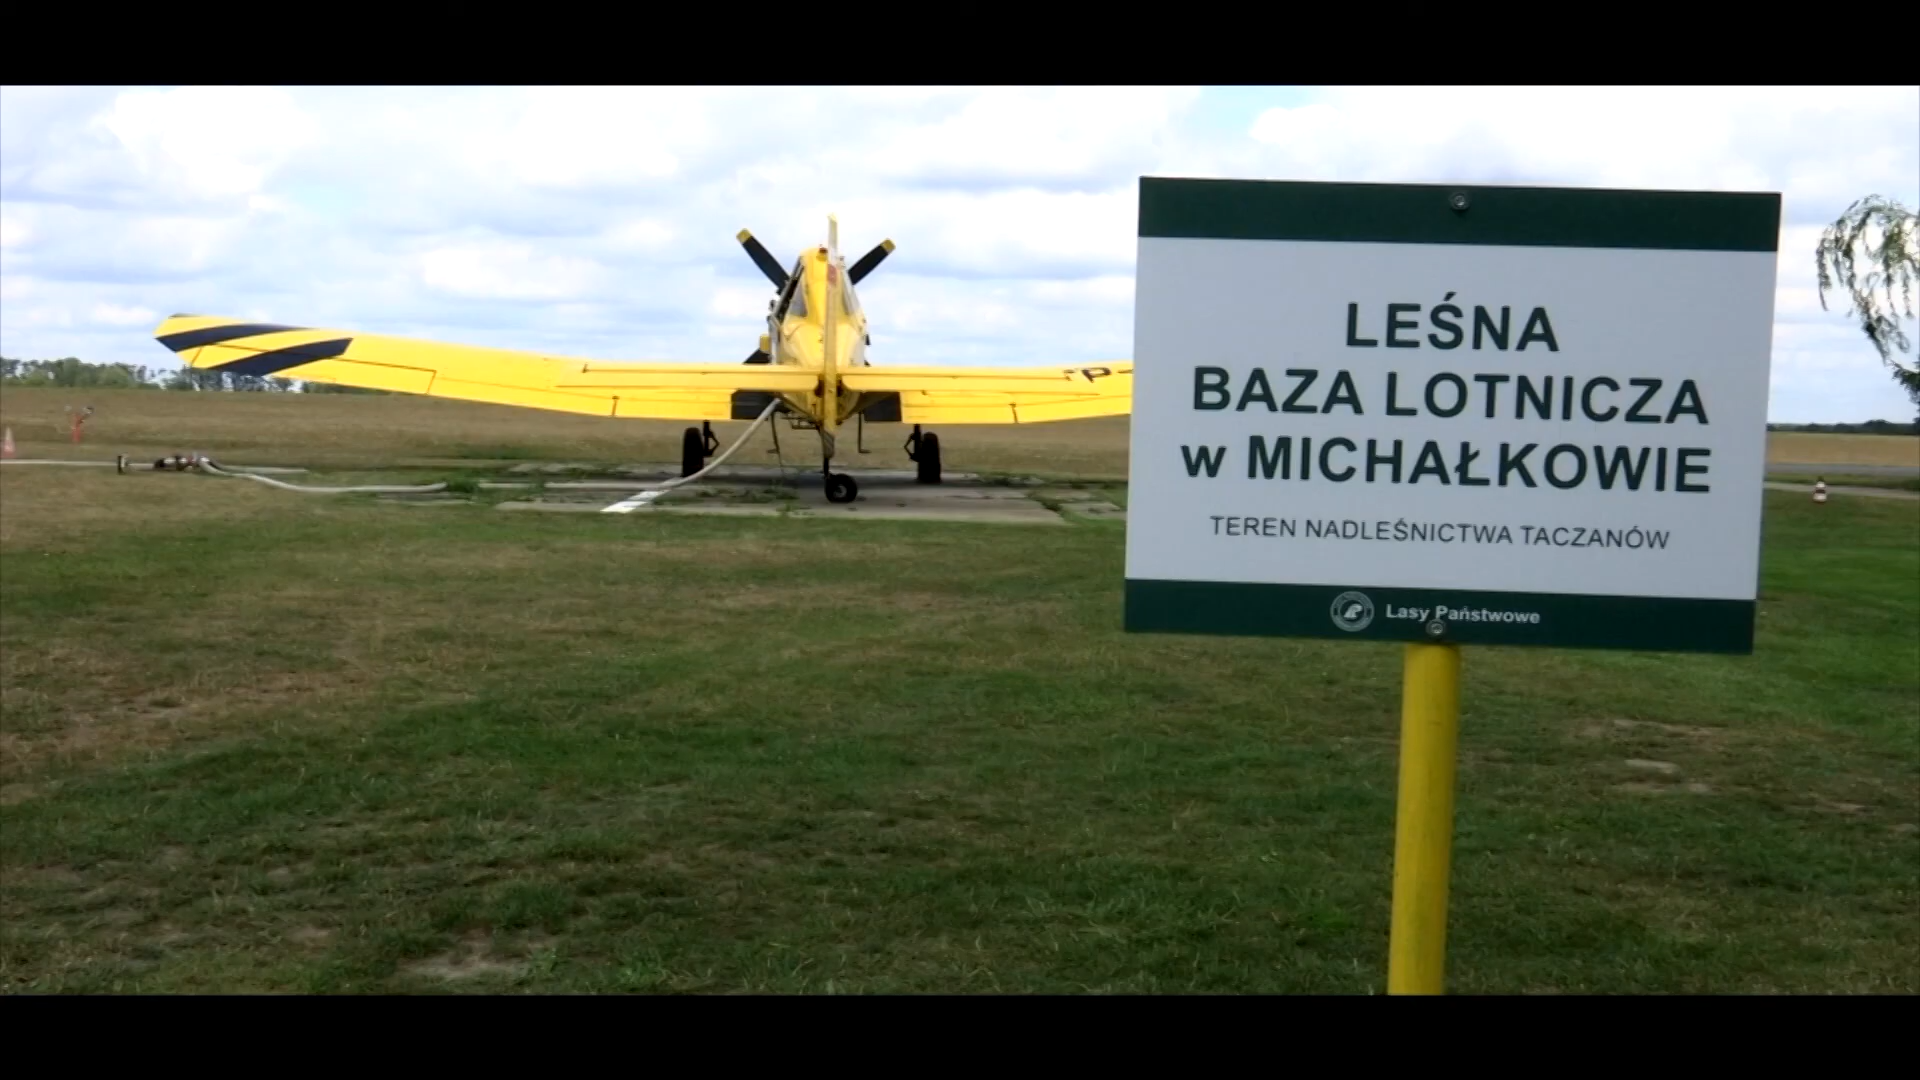 LEŚNA
BAZA LOTNICZA
w MICHAŁKOWIE
TEREN NADLEŚNICTWA TACZANÓW
Lasy Państwowe